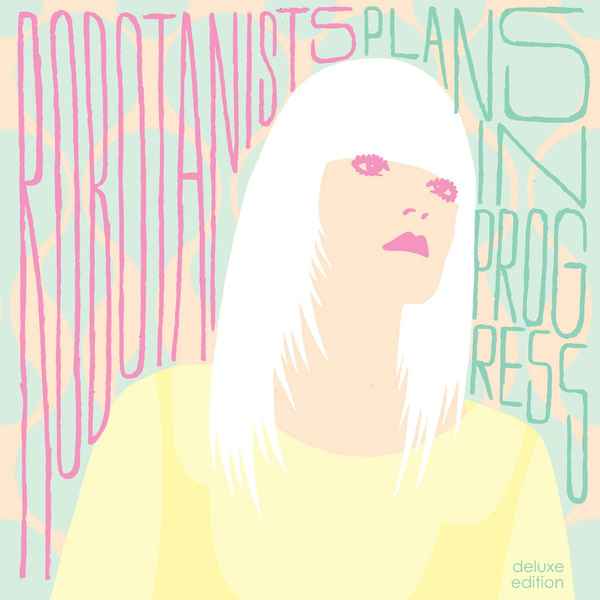 ROBOTANISTS
PLANS
IN
PROG
RESS
deluxe
edition